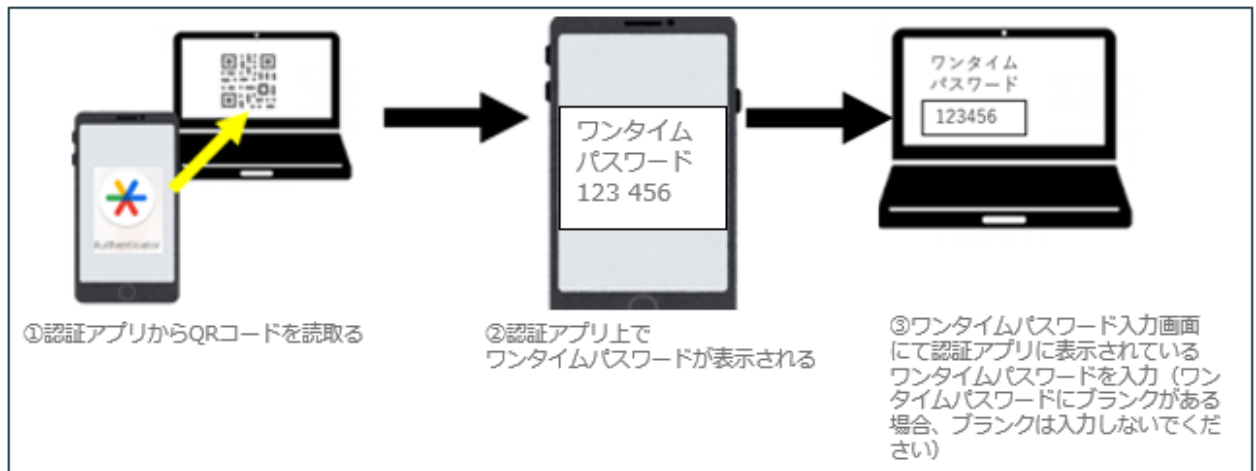 Authenticator
ワンタイム
パスワード
123 456
ワンタイム
パスワード
123456
①認証アプリからQRコードを読取る
②認証アプリ上で
ワンタイムパスワードが表示される
③ワンタイムパスワード入力画面
にて認証アプリに表示されている
ワンタイムパスワードを入力（ワン
タイムパスワードにブランクがある
場合、ブランクは入力しないでくだ
さい）